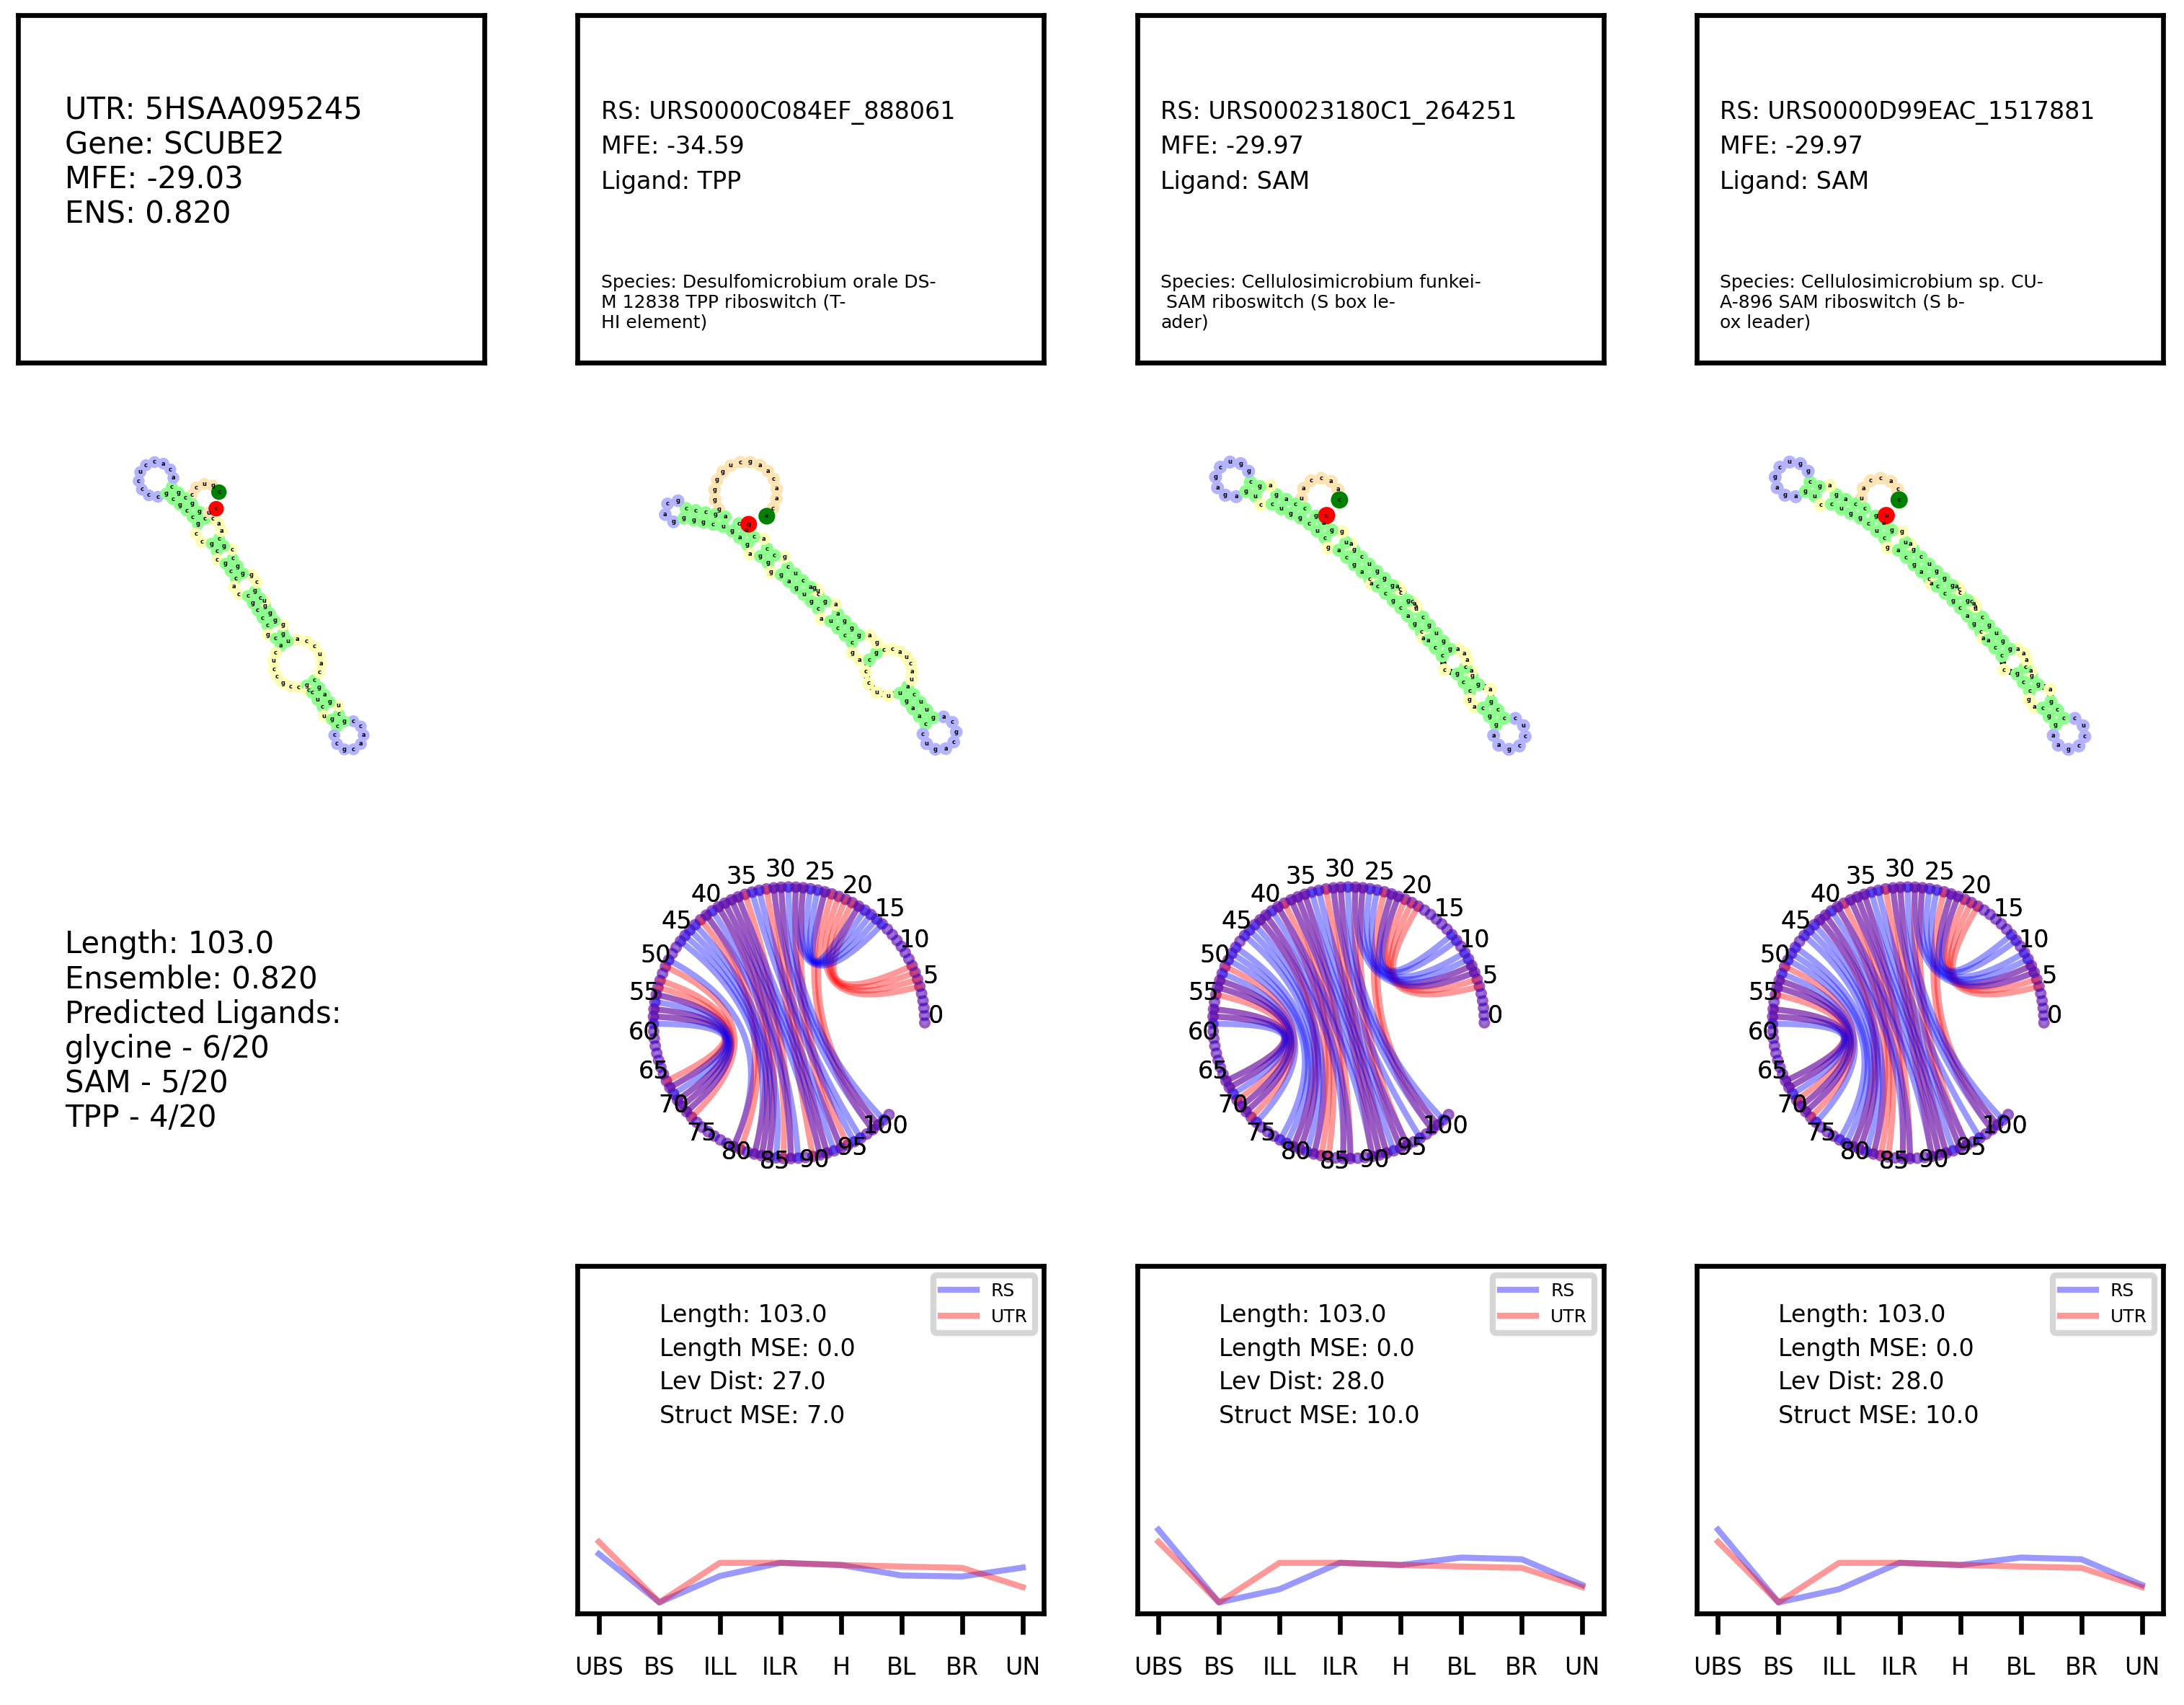 UTR: 5HSAA095245
Gene: SCUBE2
MFE: -29.03
ENS: 0.820
RS: URS0000C084EF_888061
MFE: -34.59
Ligand: TPP
Species: Desulfomicrobium orale DS-
M 12838 TPP riboswitch (T-
HI element)
RS: URS00023180C1_264251
MFE: -29.97
Ligand: SAM
Species: Cellulosimicrobium funkei-
SAM riboswitch (S box le-
ader)
RS: URS0000D99EAC_1517881
MFE: -29.97
Ligand: SAM
Species: Cellulosimicrobium sp. CU-
A-896 SAM riboswitch (S b-
ox leader)
Length: 103.0
Ensemble: 0.820
Predicted Ligands:
glycine - 6/20
SAM - 5/20
TPP - 4/20
0 5 10 15 20 25 30 35 40 45 50 55 60 65 70 75 80 85 90 95 100
0 5 10 15 20 25 30 35 40 45 50 55 60 65 70 75 80 85 90 95 100
0 5 10 15 20 25 30 35 40 45 50 55 60 65 70 75 80 85 90 95 100
RS
UTR
Length: 103.0
Length MSE: 0.0
Lev Dist: 27.0
Struct MSE: 7.0
UBS BS ILL ILR H BL BR UN
RS
UTR
Length: 103.0
Length MSE: 0.0
Lev Dist: 28.0
Struct MSE: 10.0
UBS BS ILL ILR H BL BR UN
RS
UTR
Length: 103.0
Length MSE: 0.0
Lev Dist: 28.0
Struct MSE: 10.0
UBS BS ILL ILR H BL BR UN